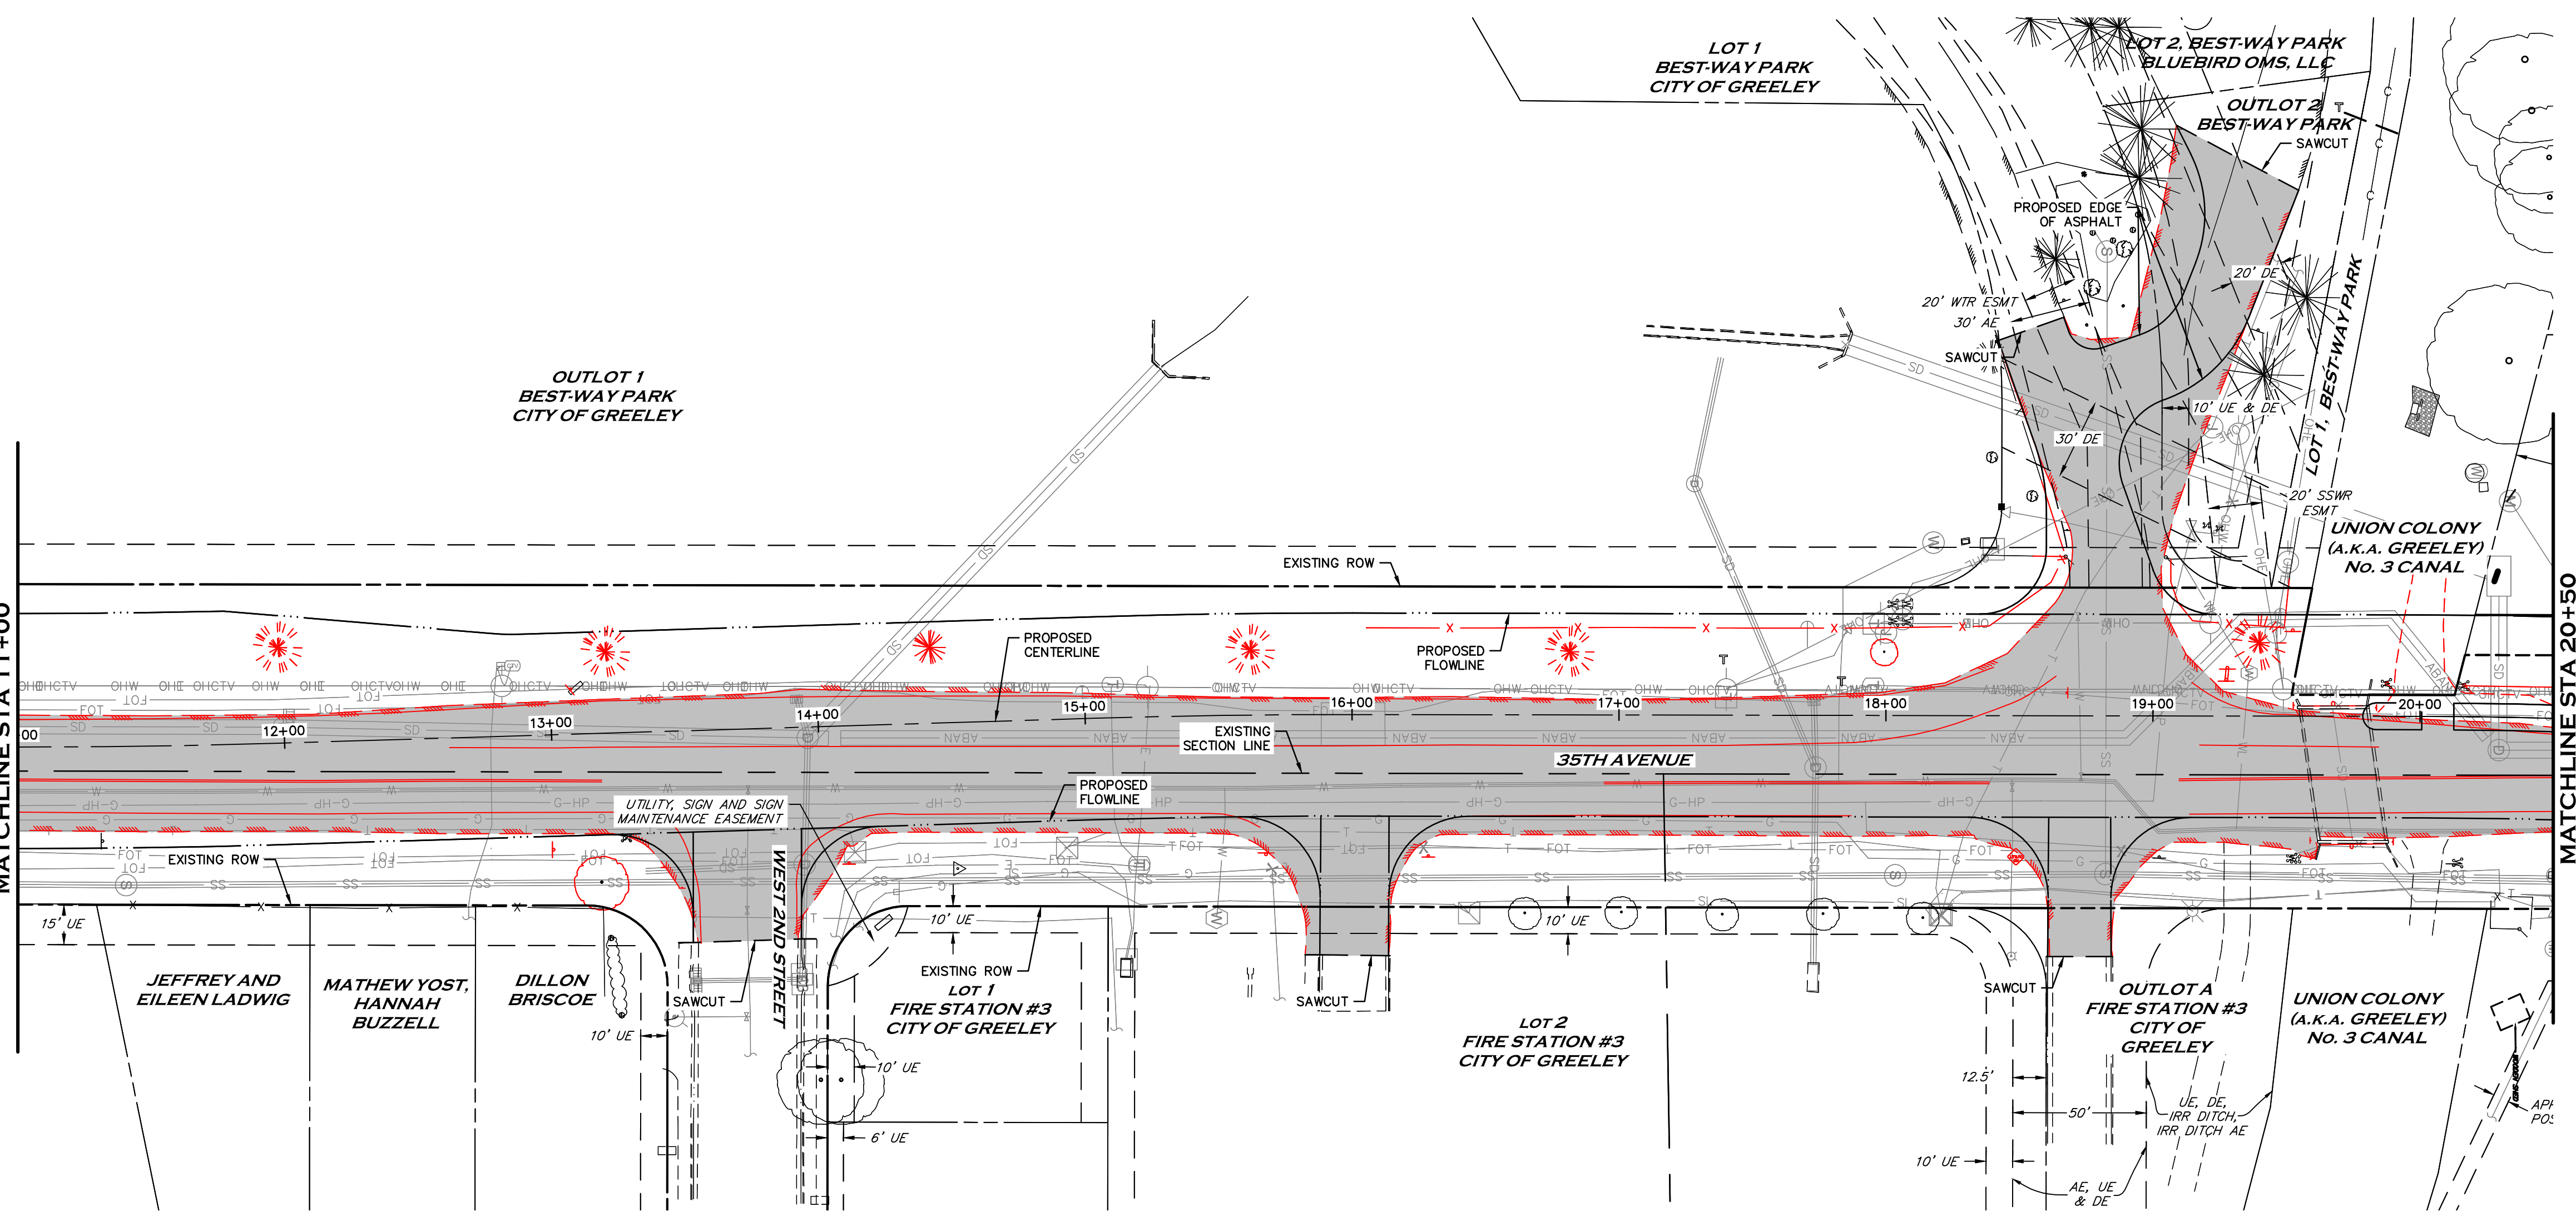 LOT 1
BEST-WAY PARK
CITY OF GREELEY
LOT 2, BEST-WAY PARK
BLUEBIRD OMS, LLC
OUTLOT 2
BEST-WAY PARK
SAWCUT
PROPOSED EDGE
OF ASPHALT
20' DE
20' WTR ESMT
30' AE
SAWCUT
LOT 1, BEST-WAY PARK
10' UE & DE
30' DE
20' SSWR
ESMT
OUTLOT 1
BEST-WAY PARK
CITY OF GREELEY
UNION COLONY
(A.K.A. GREELEY)
No. 3 CANAL
EXISTING ROW
PROPOSED
CENTERLINE
PROPOSED
FLOWLINE
MATCHLINE STA 11+00
MATCHLINE STA 20+50
00
12+00
13+00
14+00
15+00
16+00
17+00
18+00
19+00
20+00
EXISTING
SECTION LINE
35TH AVENUE
PROPOSED
FLOWLINE
UTILITY, SIGN AND SIGN
MAINTENANCE EASEMENT
EXISTING ROW
WEST 2ND STREET
15' UE
10' UE
10' UE
JEFFREY AND
EILEEN LADWIG
MATHEW YOST,
HANNAH
BUZZELL
DILLON
BRISCOE
SAWCUT
EXISTING ROW
LOT 1
FIRE STATION #3
CITY OF GREELEY
SAWCUT
LOT 2
FIRE STATION #3
CITY OF GREELEY
SAWCUT
OUTLOT A
FIRE STATION #3
CITY OF
GREELEY
UNION COLONY
(A.K.A. GREELEY)
No. 3 CANAL
10' UE
10' UE
6' UE
12.5'
50'
UE, DE,
IRR DITCH,
IRR DITCH AE
10' UE
AE, UE
& DE
OHW
OHCTV
FOT
SD
SS
ABAN
G-HP
W
G
T
X
OHE
C